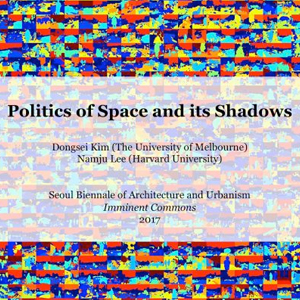 Politics of Space and its Shadows
Dongsei Kim (The University of Melbourne)
Namju Lee (Harvard University)
Seoul Biennale of Architecture and Urbanism
Imminent Commons
2017